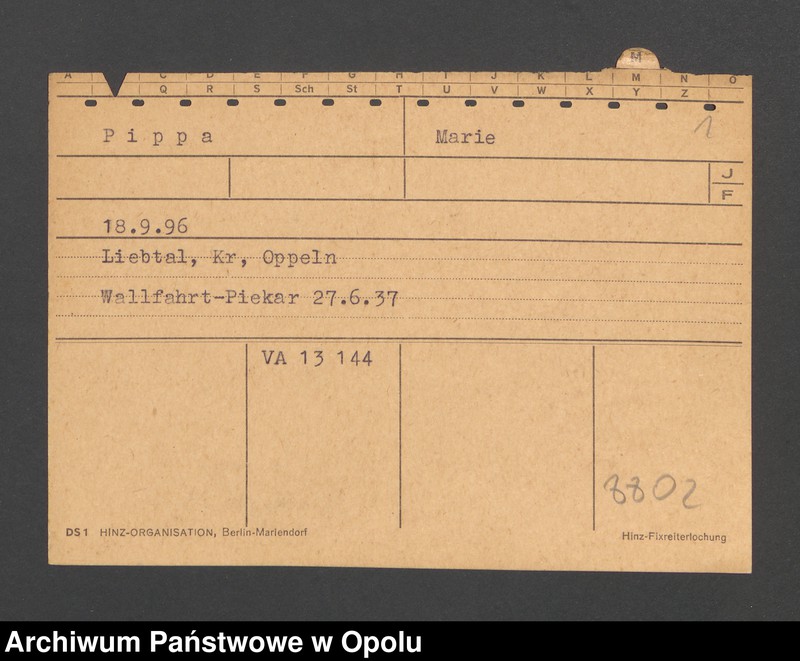 M
A C D E F G H I J K L M N O
Q R S Sch St T U V W X Y Z
1
Pippa Marie
J
F
18.9.96
Liebtal, Kr, Oppeln
Wallfahrt-Piekar 27.6.37
VA 13 144
8802
DS1 HINZ-ORGANISATION, Berlin-Mariendorf Hinz-Fixreiterlochung
Archiwum Państwowe w Opolu